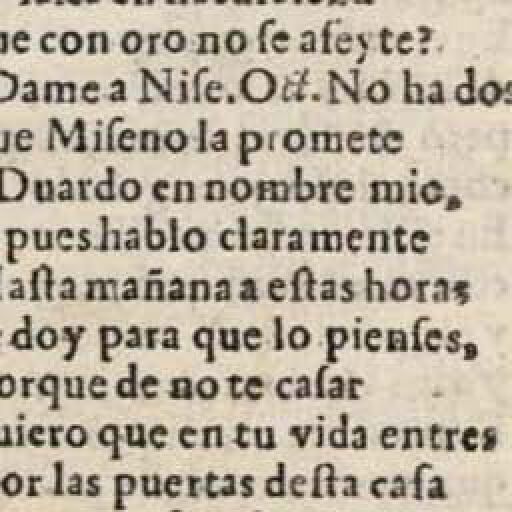 ue con oro no ſe afeyte?
Dame a Niſe. Oct. No ha dos
ue Miſeno la promete
Duardo en nombre mio,
pues hablo claramente
Haſta mañana a eſtas horas
doy para que lo pienſes,
orque de no te caſar
uiero que en tu vida entres
or las puertas deſta caſa